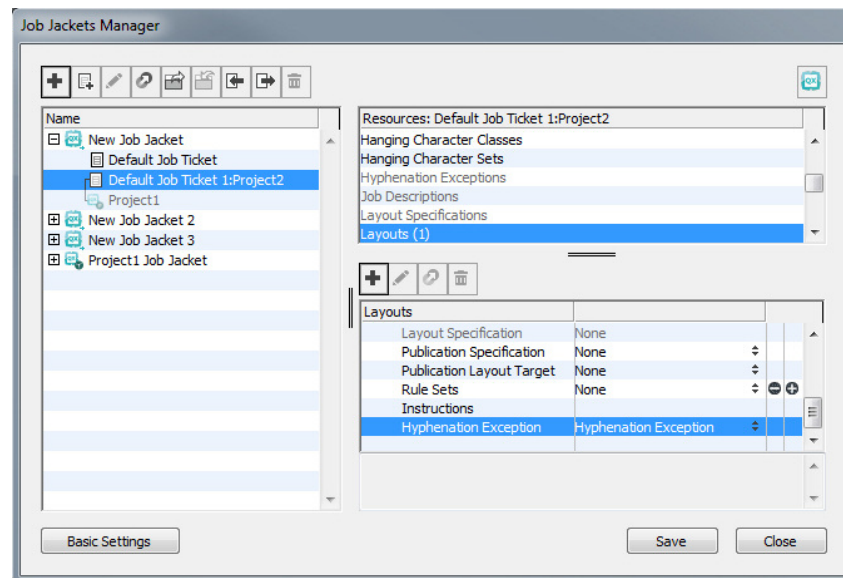 Job Jackets Manager
Name
New Job Jacket
Default Job Ticket
Default Job Ticket 1:Project2
Project1
New Job Jacket 2
New Job Jacket 3
Project1 Job Jacket
Resources: Default Job Ticket 1:Project2
Hanging Character Classes
Hanging Character Sets
Hyphenation Exceptions
Job Descriptions
Layout Specifications
Layouts (1)
Layouts
Layout Specification None
Publication Specification None
Publication Layout Target None
Rule Sets None
Instructions
Hyphenation Exception Hyphenation Exception
Basic Settings
Save
Close